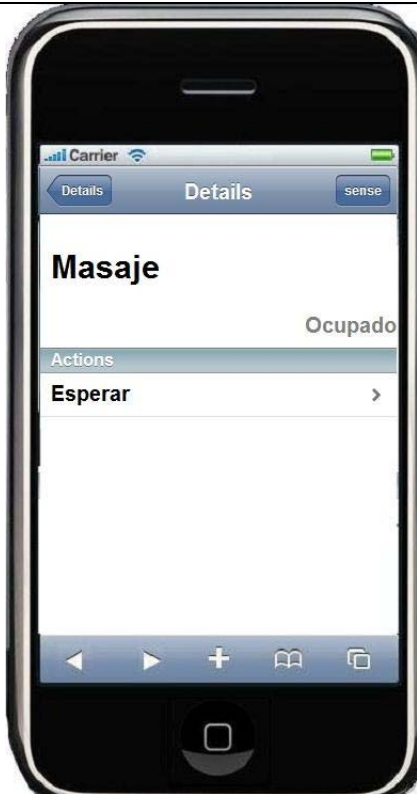 Carrier
Details Details sense
Masaje
Ocupado
Actions
Esperar